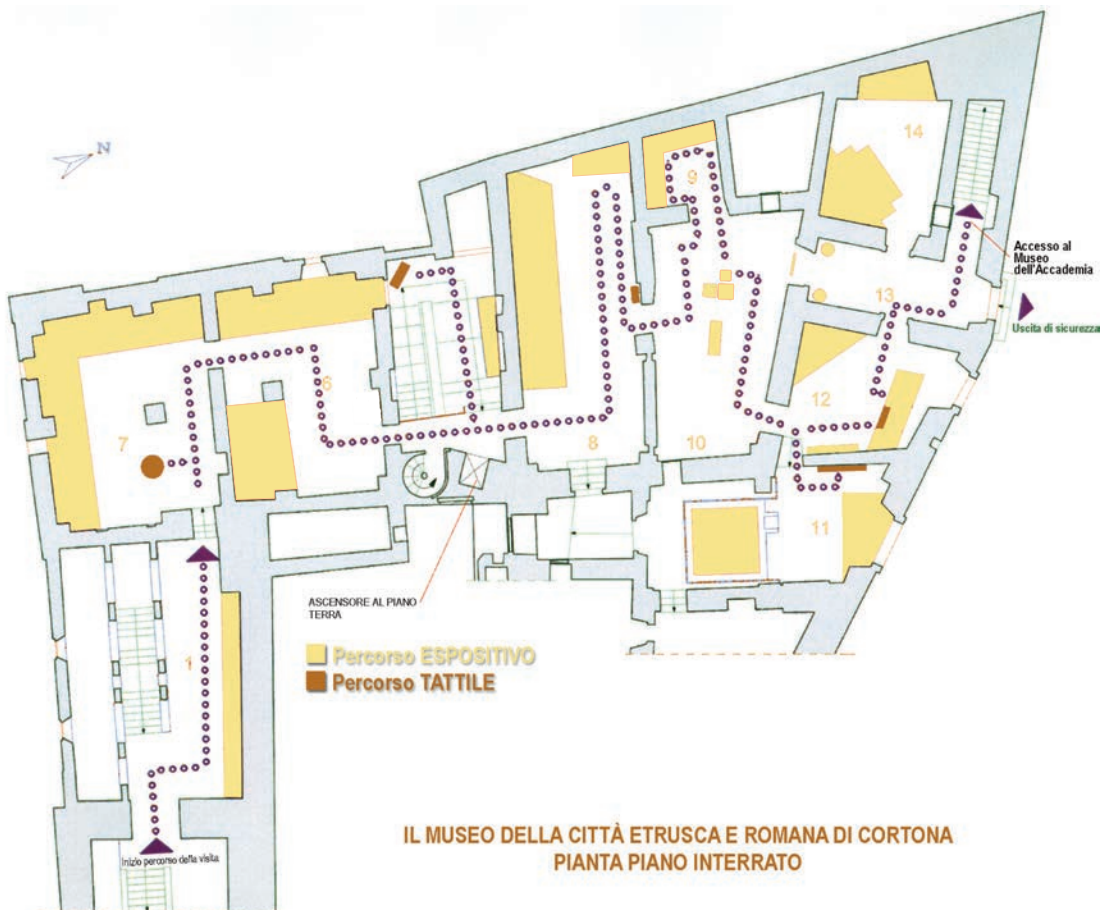 N
14
9
Accesso al
Museo
dell'Accademia
13
Uscita di sicurezza
6
12
7
8
10
11
ASCENSORE AL PIANO
TERRA
Percorso ESPOSITIVO
Percorso TATTILE
1
IL MUSEO DELLA CITTÀ ETRUSCA E ROMANA DI CORTONA
PIANTA PIANO INTERRATO
Inizio percorso della visita